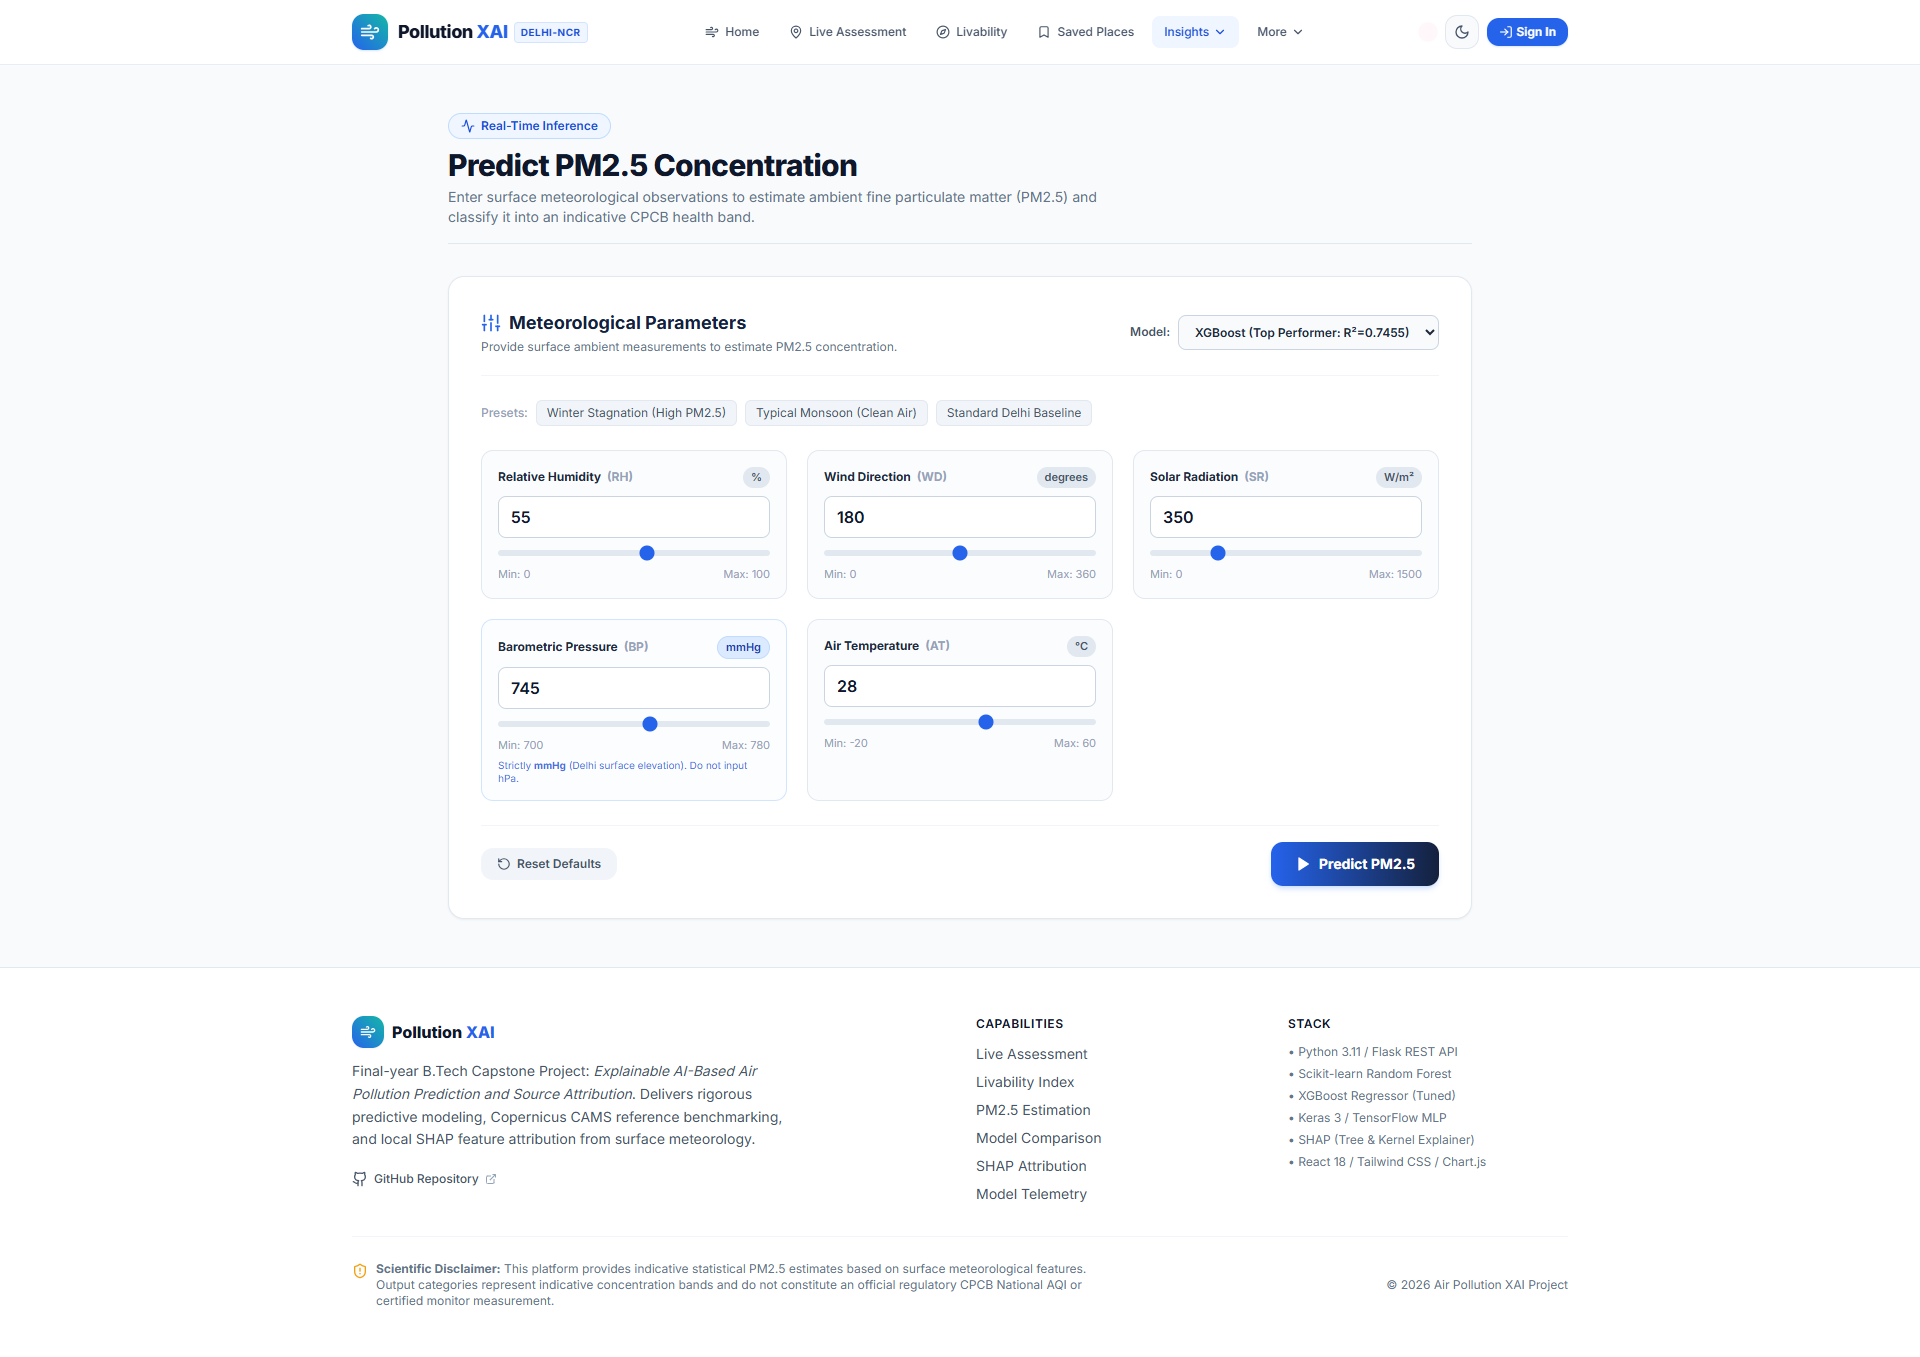 Pollution XAI DELHI-NCR
Home
Live Assessment
Livability
Saved Places
Insights
More
Sign In
Real-Time Inference
Predict PM2.5 Concentration
Enter surface meteorological observations to estimate ambient fine particulate matter (PM2.5) and
classify it into an indicative CPCB health band.
Meteorological Parameters
Provide surface ambient measurements to estimate PM2.5 concentration.
Model: XGBoost (Top Performer: R²=0.7455)
Presets: Winter Stagnation (High PM2.5) Typical Monsoon (Clean Air) Standard Delhi Baseline
Relative Humidity (RH) %
55
Min: 0 Max: 100
Wind Direction (WD) degrees
180
Min: 0 Max: 360
Solar Radiation (SR) W/m²
350
Min: 0 Max: 1500
Barometric Pressure (BP) mmHg
745
Min: 700 Max: 780
Strictly mmHg (Delhi surface elevation). Do not input
hPa.
Air Temperature (AT) °C
28
Min: -20 Max: 60
Reset Defaults
Predict PM2.5
Pollution XAI
Final-year B.Tech Capstone Project: Explainable AI-Based Air
Pollution Prediction and Source Attribution. Delivers rigorous
predictive modeling, Copernicus CAMS reference benchmarking,
and local SHAP feature attribution from surface meteorology.
GitHub Repository
CAPABILITIES
Live Assessment
Livability Index
PM2.5 Estimation
Model Comparison
SHAP Attribution
Model Telemetry
STACK
• Python 3.11 / Flask REST API
• Scikit-learn Random Forest
• XGBoost Regressor (Tuned)
• Keras 3 / TensorFlow MLP
• SHAP (Tree & Kernel Explainer)
• React 18 / Tailwind CSS / Chart.js
Scientific Disclaimer: This platform provides indicative statistical PM2.5 estimates based on surface meteorological features.
Output categories represent indicative concentration bands and do not constitute an official regulatory CPCB National AQI or
certified monitor measurement.
© 2026 Air Pollution XAI Project